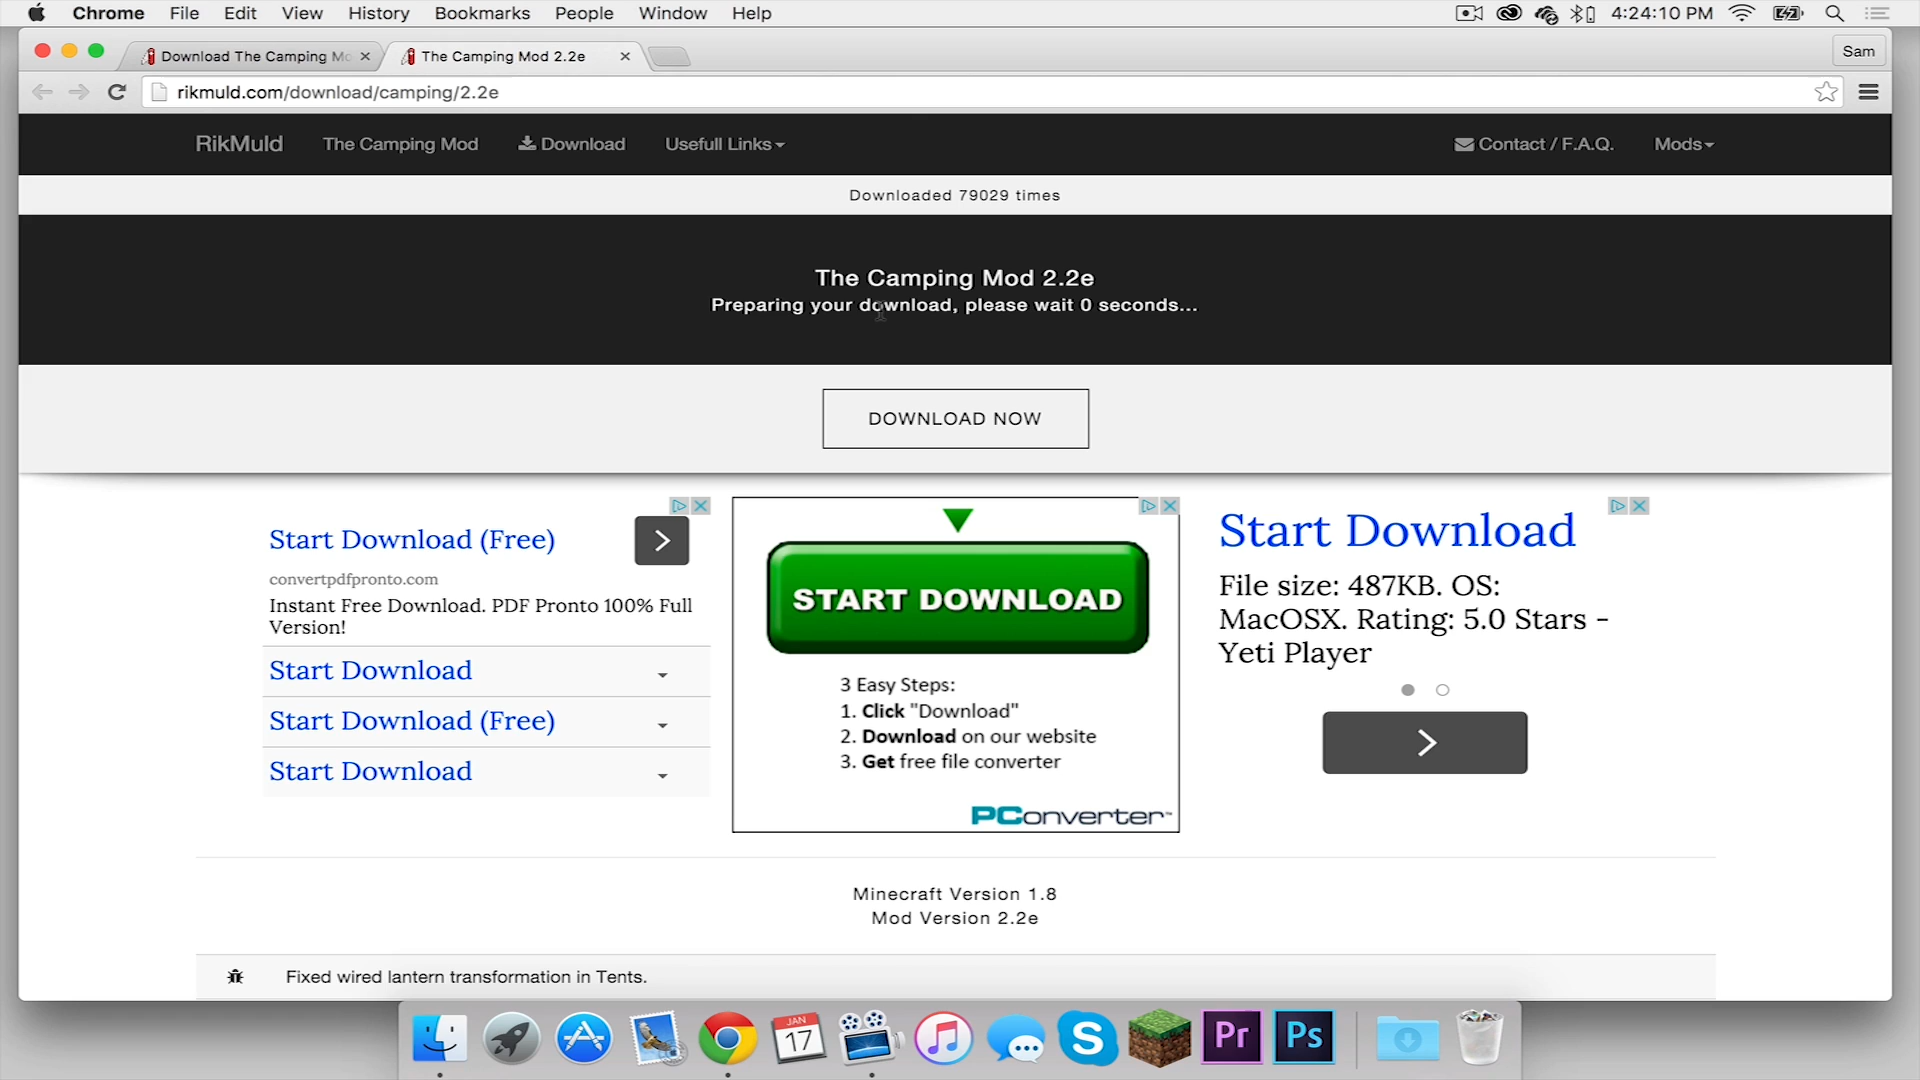 Chrome File Edit View History Bookmarks People Window Help 4:24:10 PM
Download The Camping Mo The Camping Mod 2.2e Sam
rikmuld.com/download/camping/2.2e
RikMuld The Camping Mod Download Usefull Links Contact / F.A.Q. Mods
Downloaded 79029 times
The Camping Mod 2.2e
Preparing your download, please wait 0 seconds...
DOWNLOAD NOW
Start Download (Free)
convertpdfpronto.com
Instant Free Download. PDF Pronto 100% Full
Version!
Start Download
Start Download (Free)
Start Download
START DOWNLOAD
3 Easy Steps:
1. Click "Download"
2. Download on our website
3. Get free file converter
PConverter™
Start Download
File size: 487KB. OS:
MacOSX. Rating: 5.0 Stars -
Yeti Player
Minecraft Version 1.8
Mod Version 2.2e
Fixed wired lantern transformation in Tents.
JAN
17
Pr
Ps